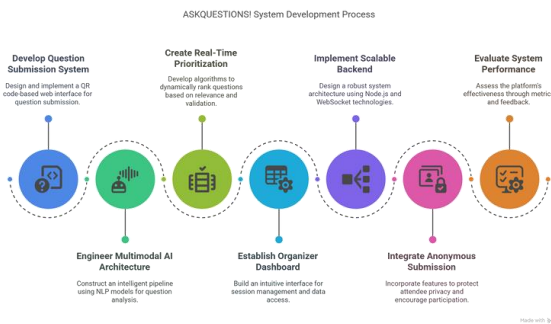 ASKQUESTIONS! System Development Process
Develop Question
Submission System
Design and implement a QR
code-based web interface for
question submission.
Engineer Multimodal AI
Architecture
Construct an intelligent pipeline
using NLP models for question
analysis.
Create Real-Time
Prioritization
Develop algorithms to
dynamically rank questions
based on relevance and
validation.
Establish Organizer
Dashboard
Build an intuitive interface for
session management and data
access.
Implement Scalable
Backend
Design a robust system
architecture using Node.js and
WebSocket technologies.
Integrate Anonymous
Submission
Incorporate features to protect
attendee privacy and
encourage participation.
Evaluate System
Performance
Assess the platform's
effectiveness through metric
and feedback.
Made with